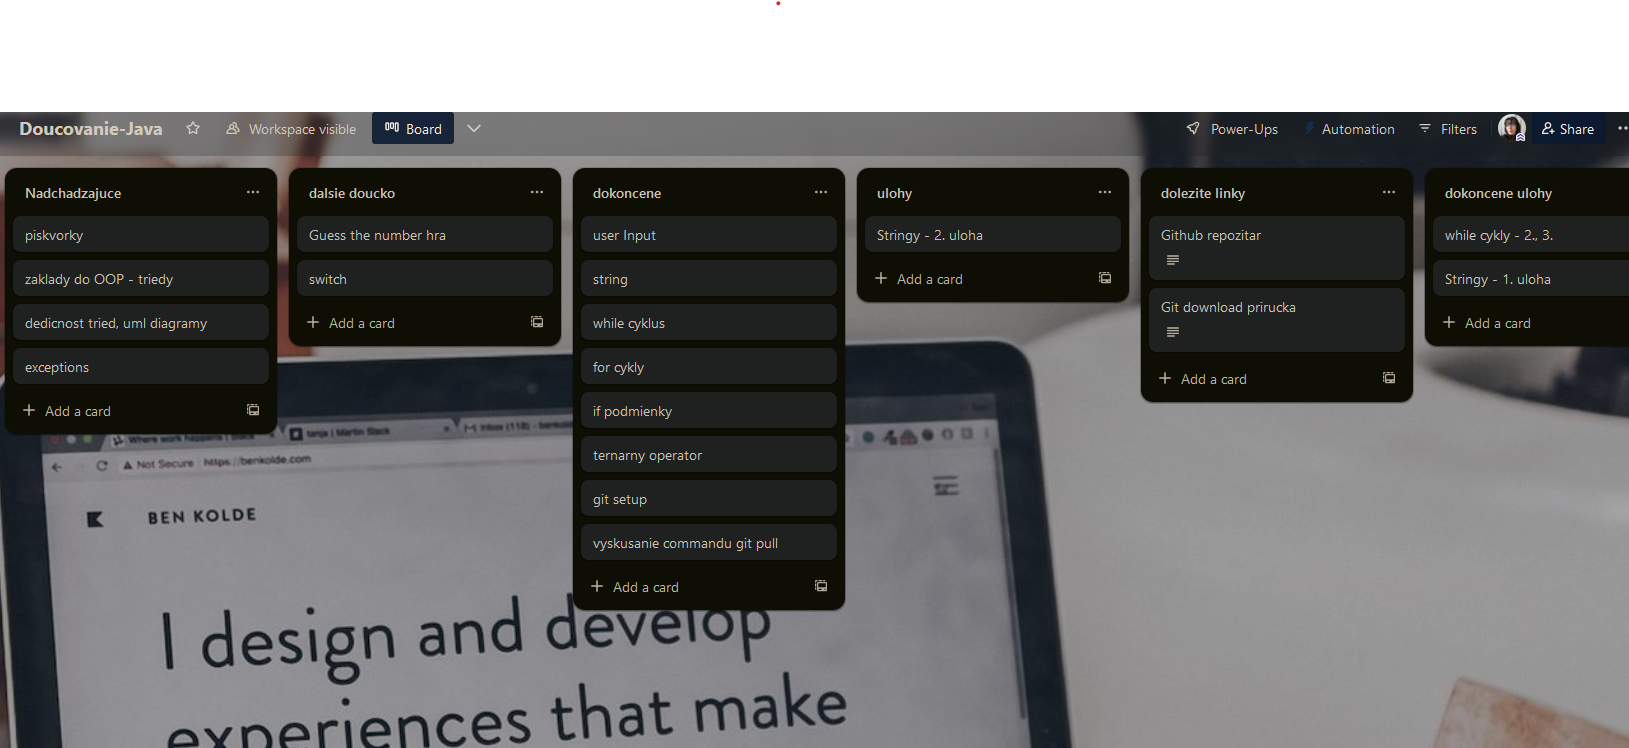 Doucovanie-Java
Workspace visible
Board
Power-Ups
Automation
Filters
Share
Nadchadzajuce
piskvorky
zaklady do OOP - triedy
dedicnost tried, uml diagramy
exceptions
Add a card
dalsie doucko
Guess the number hra
switch
Add a card
dokoncene
user Input
string
while cyklus
for cykly
if podmienky
ternarny operator
git setup
vyskusanie commandu git pull
Add a card
ulohy
Stringy - 2. uloha
Add a card
dolezite linky
Github repozitar
Git download prirucka
Add a card
dokoncene ulohy
while cykly - 2., 3.
Stringy - 1. uloha
Add a card
tanja | Martin Slack
Not Secure https://benkolde.com
BEN KOLDE
I design and develop
experiences that make